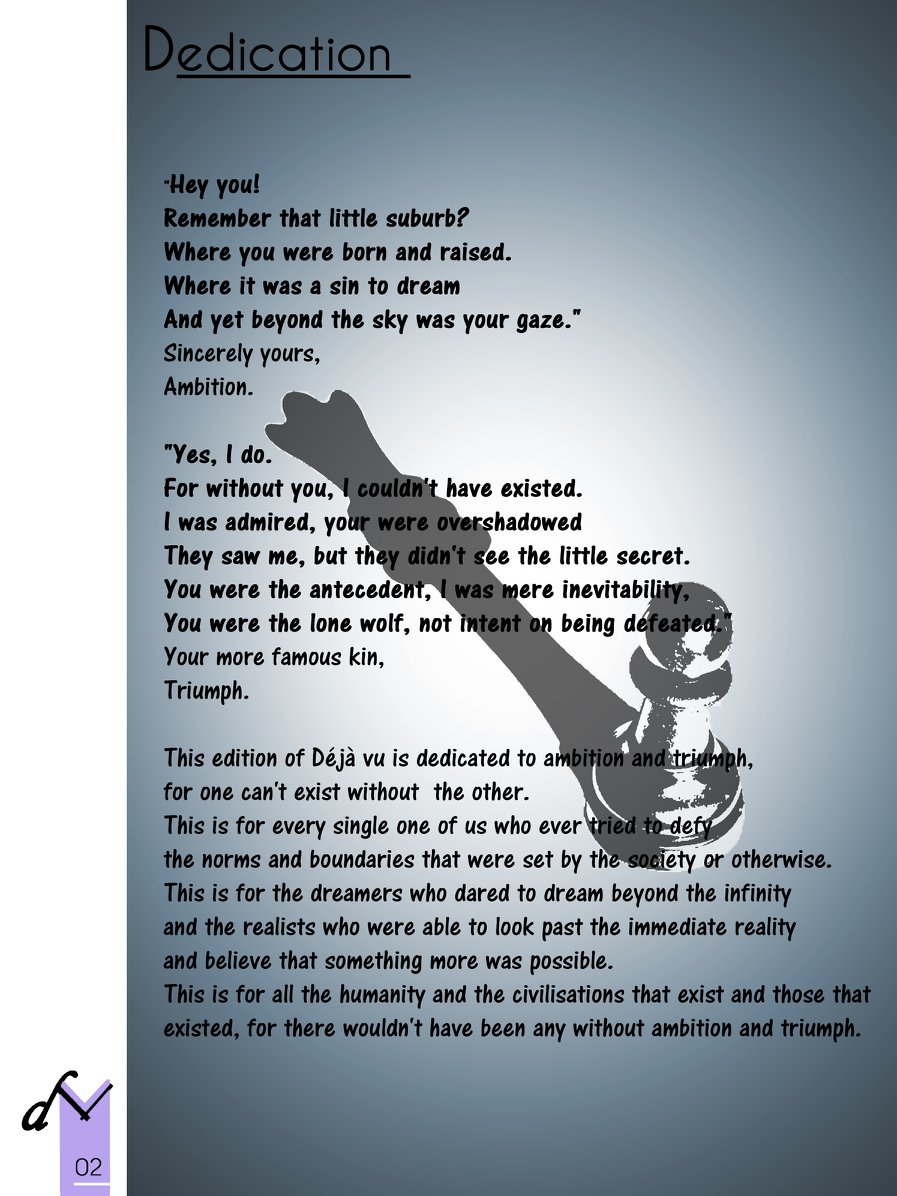 Dedication
"Hey you!
Remember that little suburb?
Where you were born and raised.
Where it was a sin to dream
And yet beyond the sky was your gaze."
Sincerely yours,
Ambition.
"Yes, I do.
For without you, I couldn't have existed.
I was admired, your were overshadowed
They saw me, but they didn't see the little secret.
You were the antecedent, I was mere inevitability,
You were the lone wolf, not intent on being defeated."
Your more famous kin,
Triumph.
This edition of Déjà vu is dedicated to ambition and triumph,
for one can't exist without the other.
This is for every single one of us who ever tried to defy
the norms and boundaries that were set by the society or otherwise.
This is for the dreamers who dared to dream beyond the infinity
and the realists who were able to look past the immediate reality
and believe that something more was possible.
This is for all the humanity and the civilisations that exist and those that
existed, for there wouldn't have been any without ambition and triumph.
dv
02